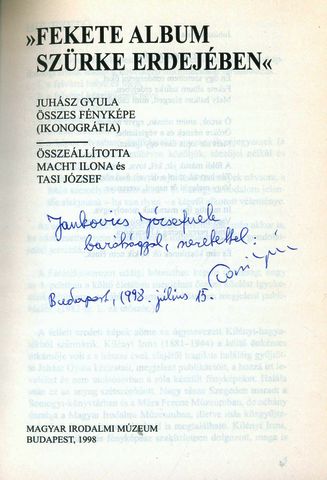 »FEKETE ALBUM
SZÜRKE ERDEJÉBEN«
JUHÁSZ GYULA
ÖSSZES FÉNYKÉPE
(IKONOGRÁFIA)
ÖSSZEÁLLÍTOTTA
MACHT ILONA és
TASI JÓZSEF
Jankovics Józsefnek
barátsággal, szeretettel:
Budapest, 1998. július 15.
MAGYAR IRODALMI MÚZEUM
BUDAPEST, 1998